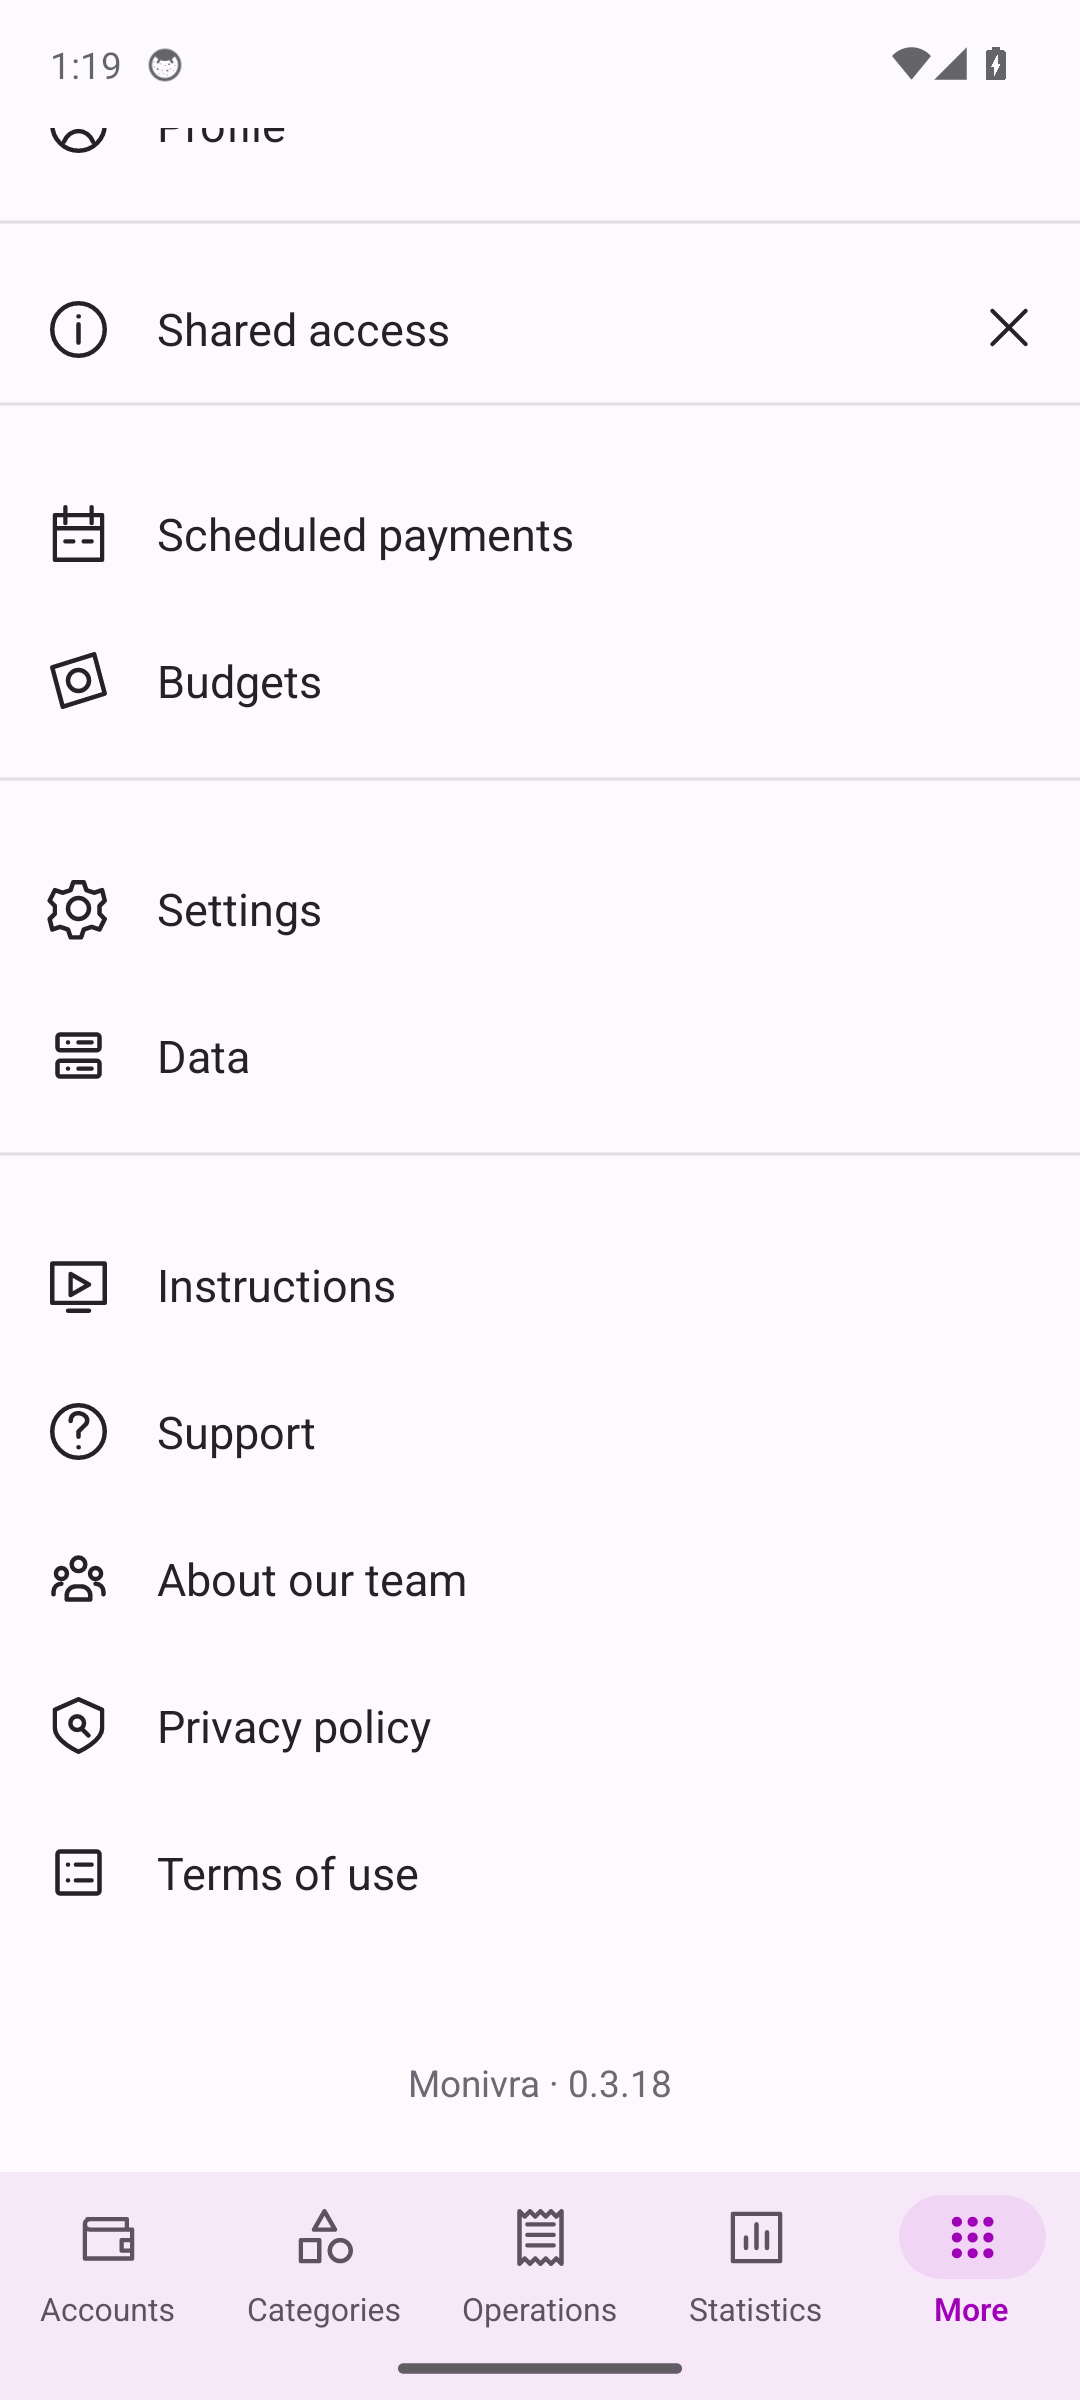 1:19
Profile
Shared access
Scheduled payments
Budgets
Settings
Data
Instructions
Support
About our team
Privacy policy
Terms of use
Monivra · 0.3.18
Accounts
Categories
Operations
Statistics
More